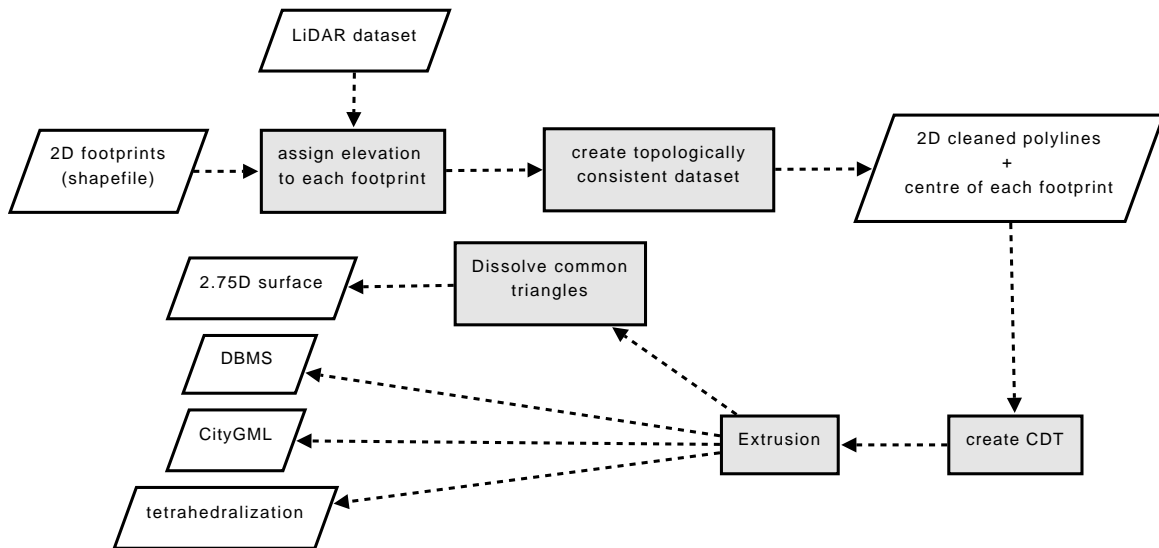 LiDAR dataset
2D footprints
(shapefile)
assign elevation
to each footprint
create topologically
consistent dataset
2D cleaned polylines
+
centre of each footprint
Dissolve common
triangles
2.75D surface
DBMS
CityGML
Extrusion
create CDT
tetrahedralization